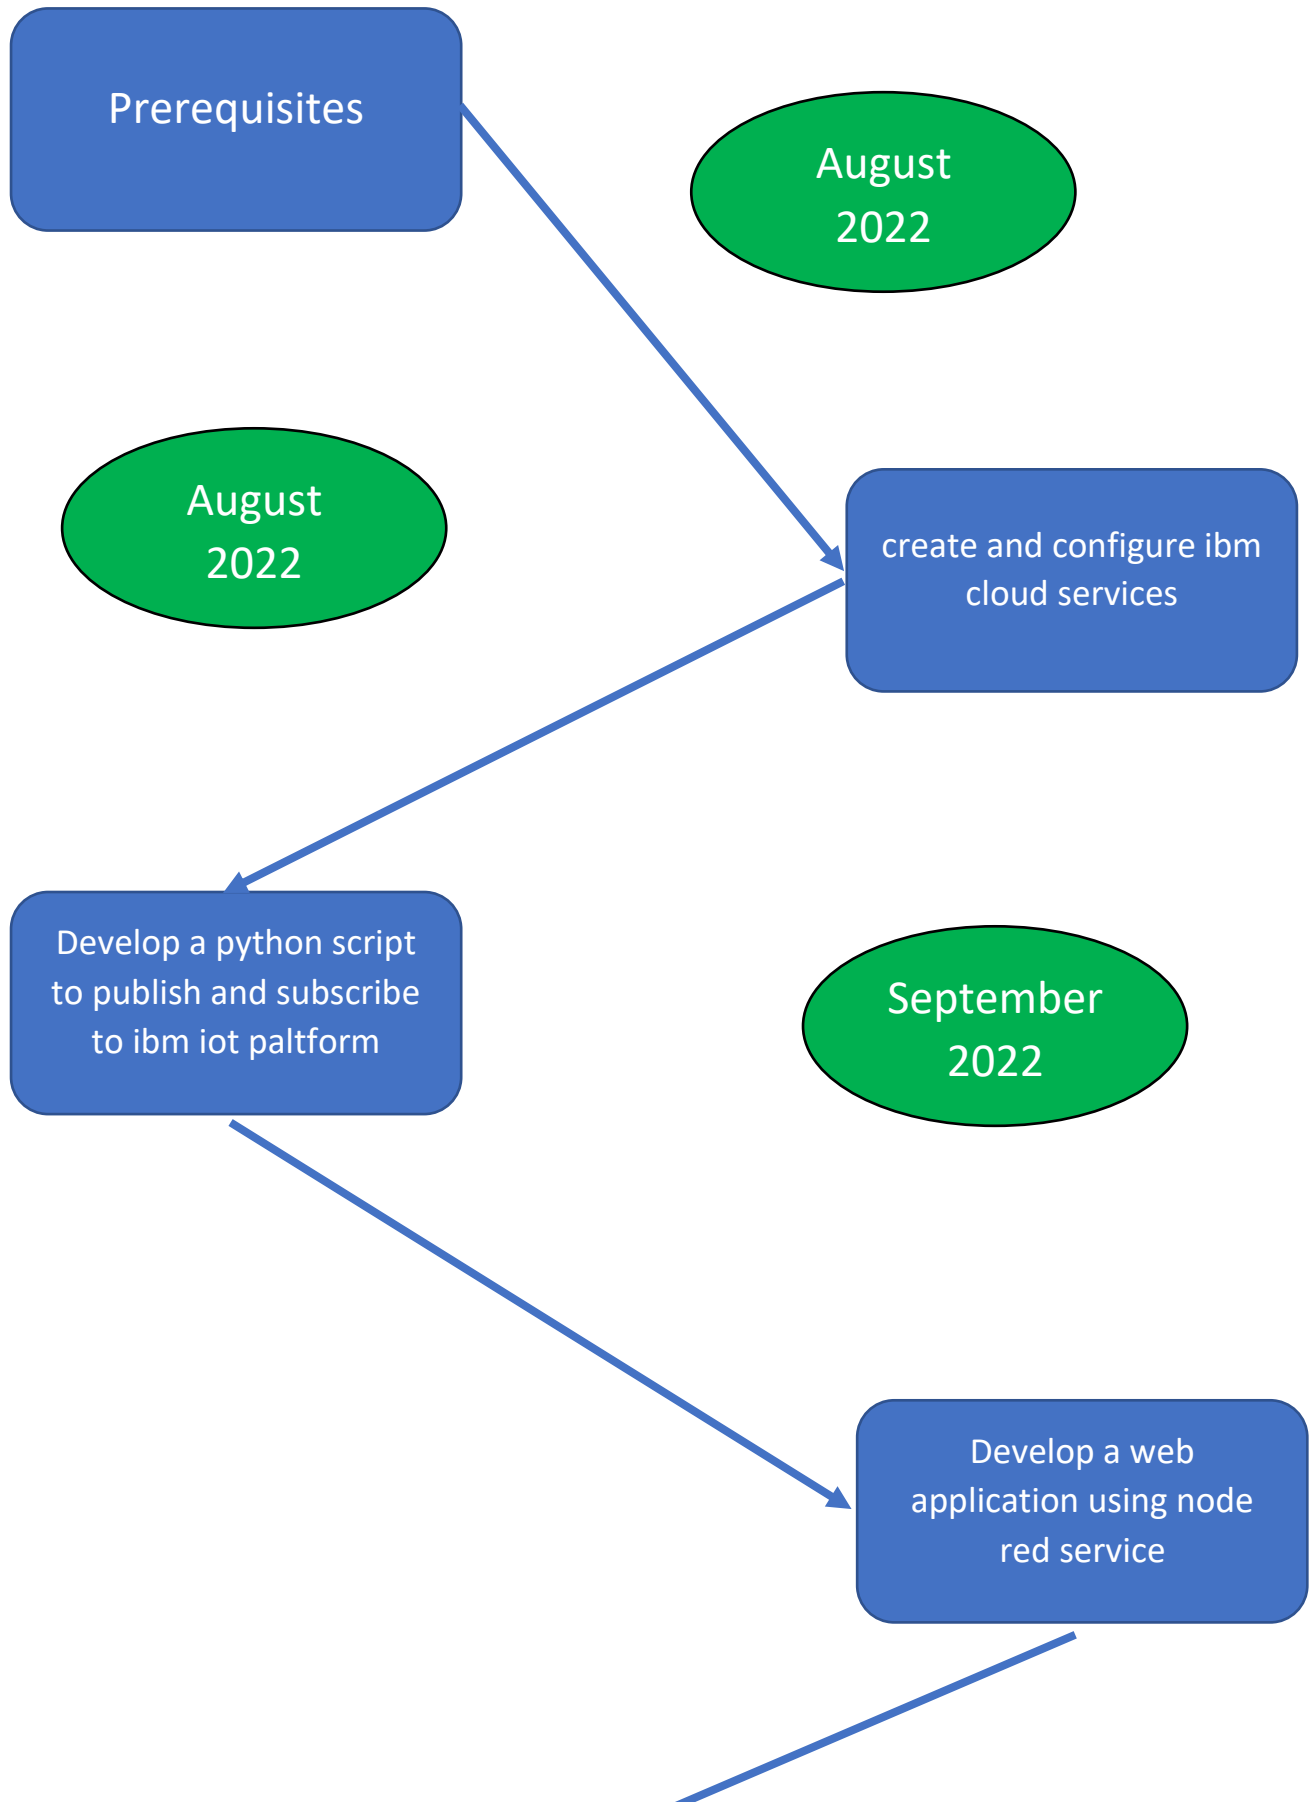 Prerequisites
August
2022
August
2022
create and configure ibm
cloud services
Develop a python script
to publish and subscribe
to ibm iot paltform
September
2022
Develop a web
application using node
red service